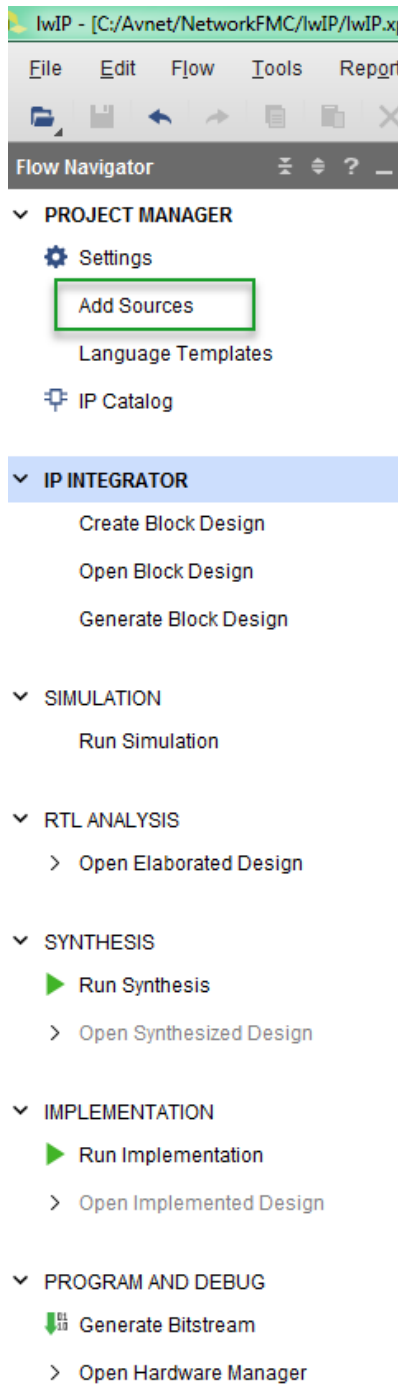 lwIP - [C:/Avnet/NetworkFMC/lwIP/lwIP.xp
File Edit Flow Tools Report
Flow Navigator ?
PROJECT MANAGER
Settings
Add Sources
Language Templates
IP Catalog
IP INTEGRATOR
Create Block Design
Open Block Design
Generate Block Design
SIMULATION
Run Simulation
RTL ANALYSIS
Open Elaborated Design
SYNTHESIS
Run Synthesis
Open Synthesized Design
IMPLEMENTATION
Run Implementation
Open Implemented Design
PROGRAM AND DEBUG
Generate Bitstream
Open Hardware Manager